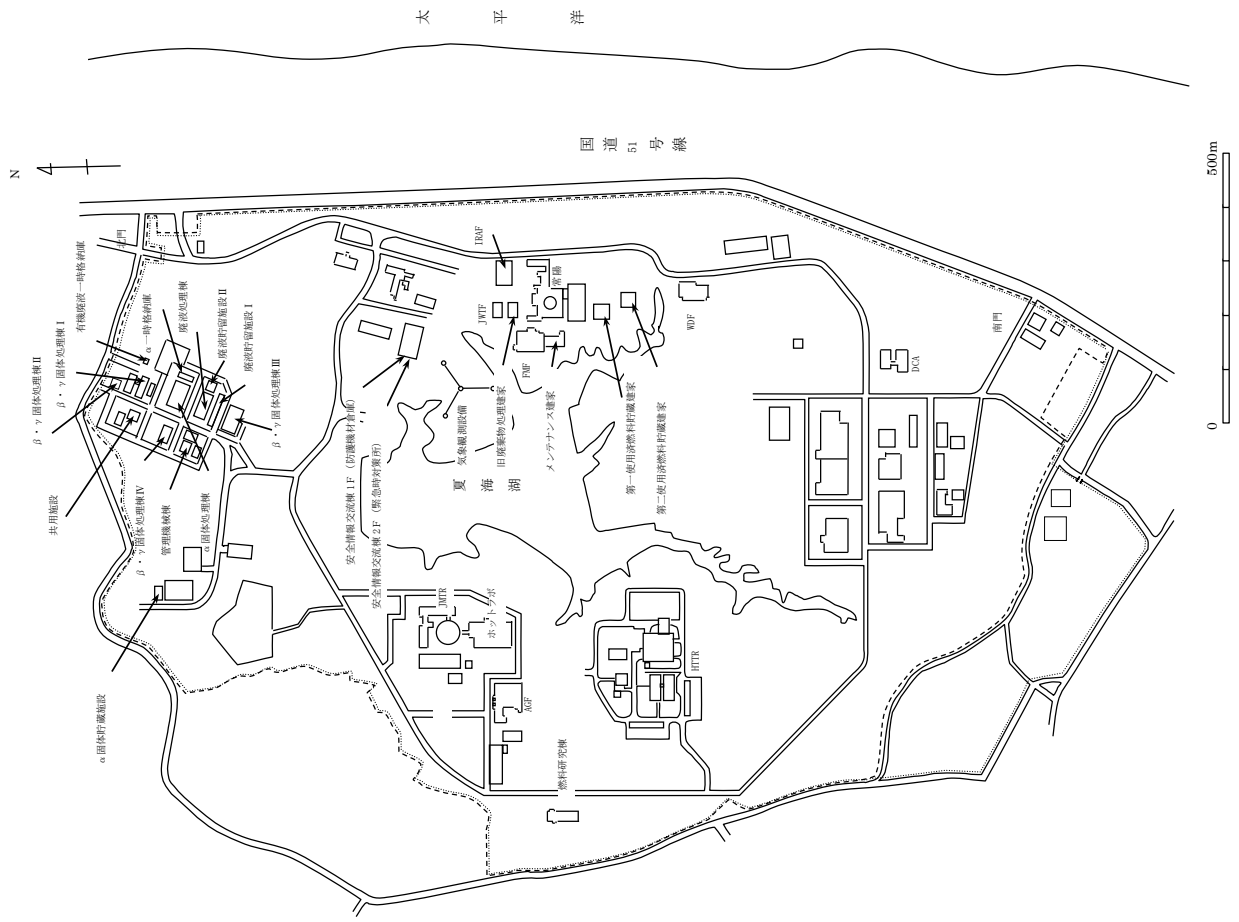 太平洋
国道51号線
N
500m
0
北門
有機廃液一時格納庫
β・γ固体処理棟Ⅰ
β・γ固体処理棟Ⅱ
α一時格納庫
廃液処理棟
廃液貯留施設Ⅱ
廃液貯留施設Ⅰ
β・γ固体処理棟Ⅲ
共用施設
β・γ固体処理棟Ⅳ
管理機械棟
α固体処理棟
α固体貯蔵施設
安全情報交流棟1F（防護機材倉庫）
安全情報交流棟2F（緊急時対策所）
気象観測設備
夏海湖
IRAF
常陽
JWTF
FMF
旧廃棄物処理建家
メンテナンス建家
第一使用済燃料貯蔵建家
第二使用済燃料貯蔵建家
WDF
南門
DCA
JMTR
ホットラボ
AGF
HTTR
燃料研究棟